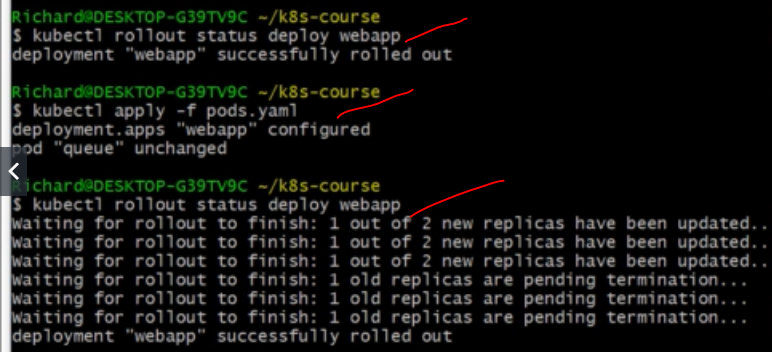 Richard@DESKTOP-G39TV9C ~/k8s-course
$ kubectl rollout status deploy webapp
deployment "webapp" successfully rolled out
Richard@DESKTOP-G39TV9C ~/k8s-course
$ kubectl apply -f pods.yaml
deployment.apps "webapp" configured
pod "queue" unchanged
Richard@DESKTOP-G39TV9C ~/k8s-course
$ kubectl rollout status deploy webapp
Waiting for rollout to finish: 1 out of 2 new replicas have been updated..
Waiting for rollout to finish: 1 out of 2 new replicas have been updated..
Waiting for rollout to finish: 1 out of 2 new replicas have been updated..
Waiting for rollout to finish: 1 old replicas are pending termination...
Waiting for rollout to finish: 1 old replicas are pending termination...
Waiting for rollout to finish: 1 old replicas are pending termination...
deployment "webapp" successfully rolled out